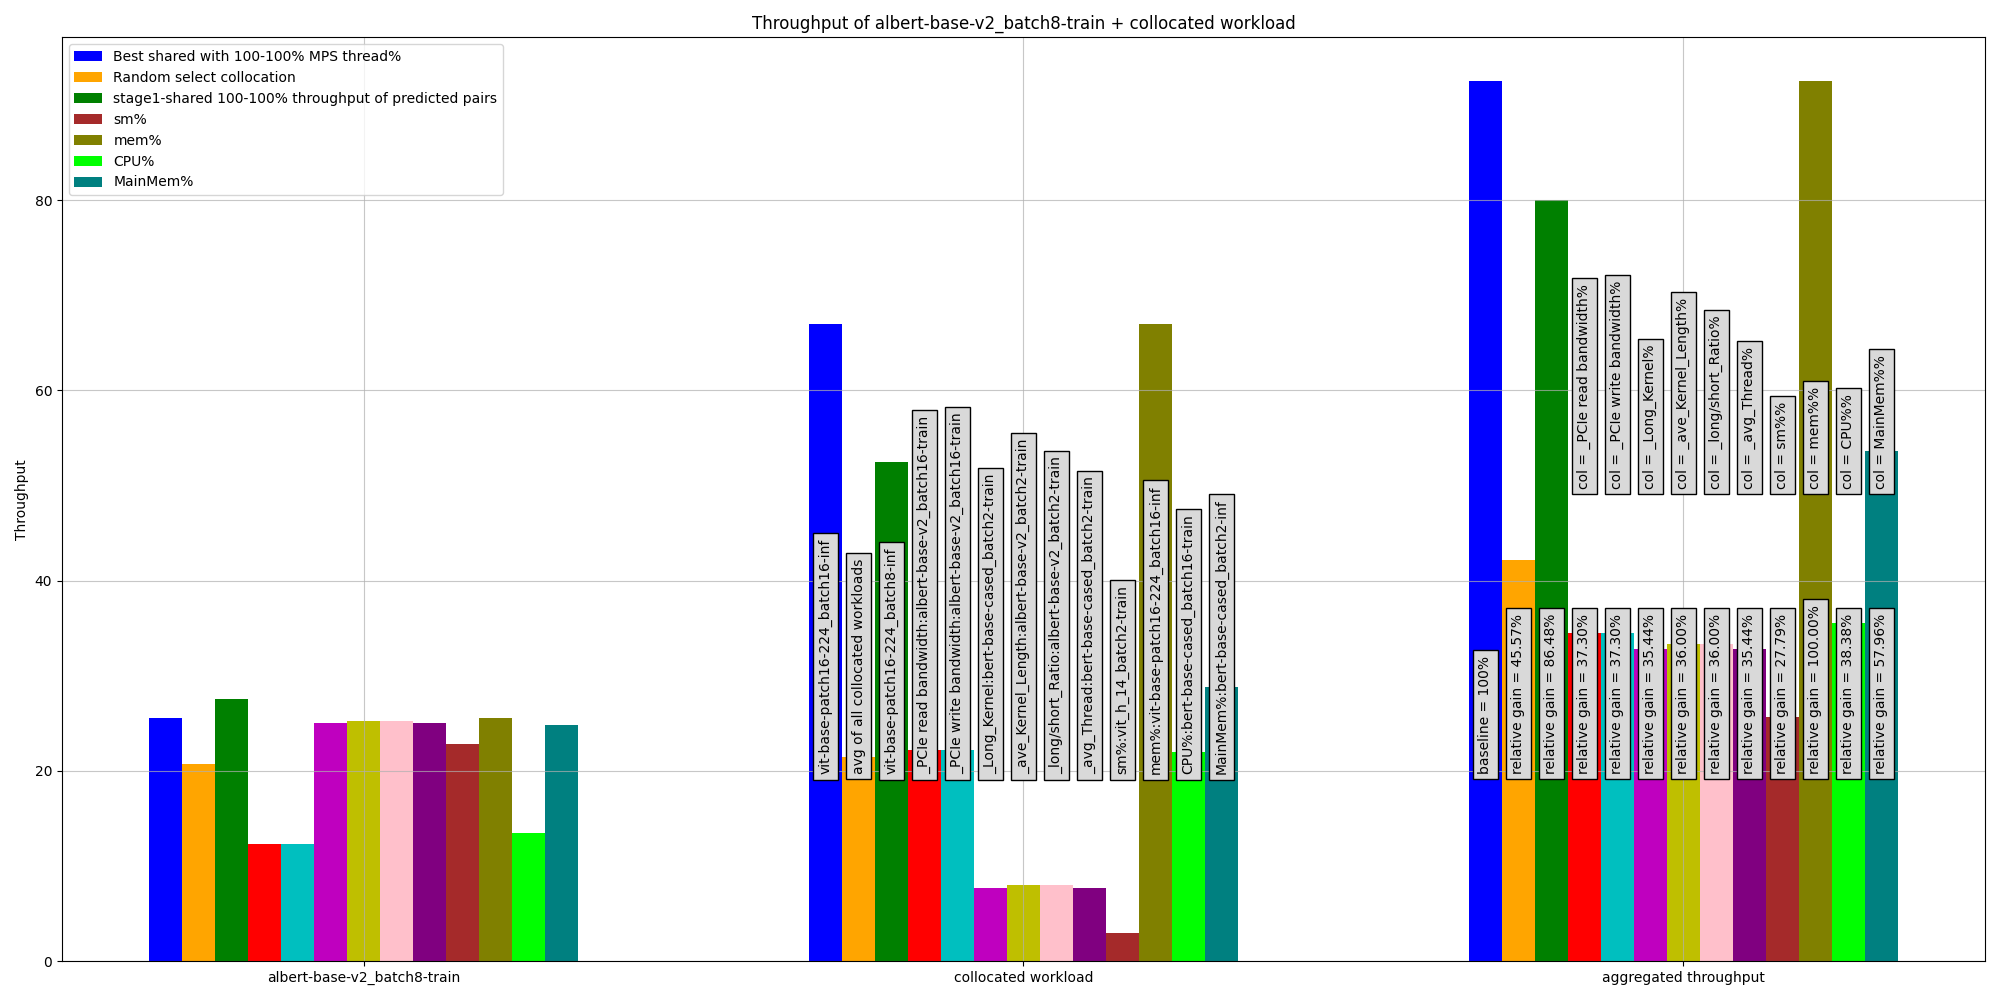 Throughput of albert-base-v2_batch8-train + collocated workload
Best shared with 100-100% MPS thread%
Random select collocation
stage1-shared 100-100% throughput of predicted pairs
sm%
mem%
CPU%
MainMem%
Throughput
80
60
40
20
0
vit-base-patch16-224_batch16-inf
avg of all collocated workloads
vit-base-patch16-224_batch8-inf
_PCIe read bandwidth:albert-base-v2_batch16-train
_PCIe write bandwidth:albert-base-v2_batch16-train
_Long_Kernel:bert-base-cased_batch2-train
_ave_Kernel_Length:albert-base-v2_batch2-train
_long/short_Ratio:albert-base-v2_batch2-train
_avg_Thread:bert-base-cased_batch2-train
sm%:vit_h_14_batch2-train
mem%:vit-base-patch16-224_batch16-inf
CPU%:bert-base-cased_batch16-train
MainMem%:bert-base-cased_batch2-inf
col = _PCIe read bandwidth%
col = _PCIe write bandwidth%
col = _Long_Kernel%
col = _ave_Kernel_Length%
col = _long/short_Ratio%
col = _avg_Thread%
col = sm%%
col = mem%%
col = CPU%%
col = MainMem%%
baseline = 100%
relative gain = 45.57%
relative gain = 86.48%
relative gain = 37.30%
relative gain = 37.30%
relative gain = 35.44%
relative gain = 36.00%
relative gain = 36.00%
relative gain = 35.44%
relative gain = 27.79%
relative gain = 100.00%
relative gain = 38.38%
relative gain = 57.96%
albert-base-v2_batch8-train
collocated workload
aggregated throughput